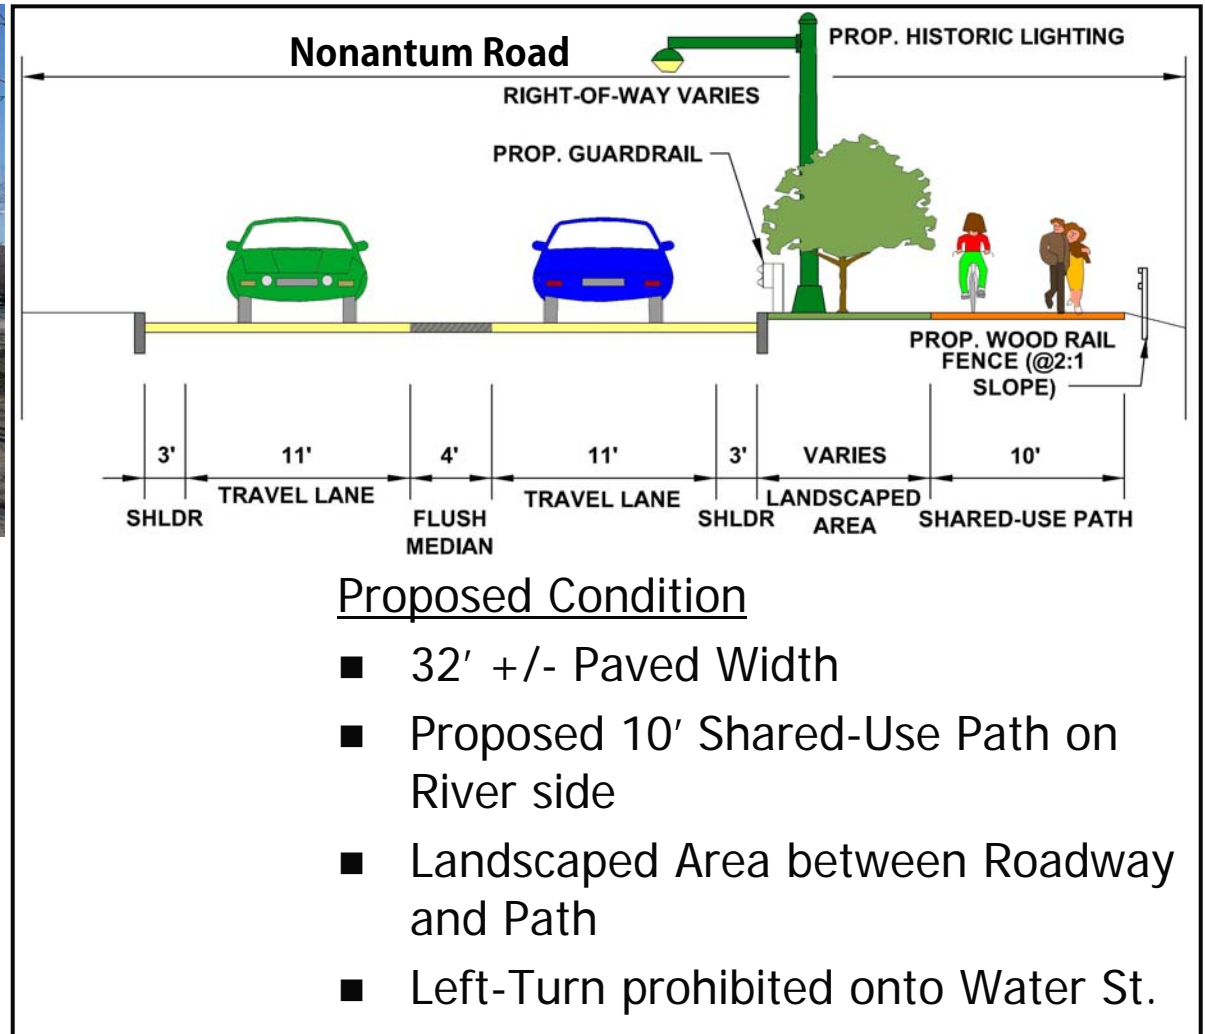 Nonantum Road
PROP. HISTORIC LIGHTING
RIGHT-OF-WAY VARIES
PROP. GUARDRAIL
PROP. WOOD RAIL
FENCE (@2:1
SLOPE)
3'
11'
4'
11'
3'
VARIES
10'
SHLDR
TRAVEL LANE
FLUSH
MEDIAN
TRAVEL LANE
SHLDR
LANDSCAPED
AREA
SHARED-USE PATH
Proposed Condition
■ 32' +/- Paved Width
■ Proposed 10' Shared-Use Path on
River side
■ Landscaped Area between Roadway
and Path
■ Left-Turn prohibited onto Water St.